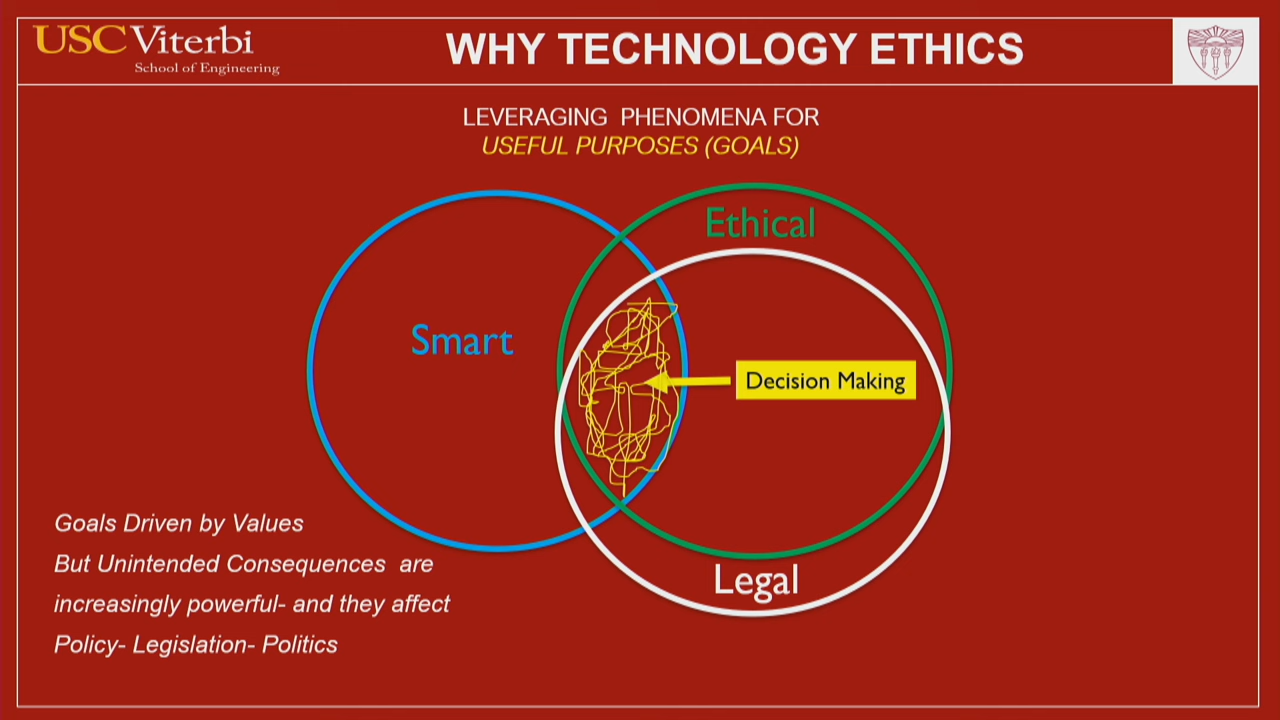 USC Viterbi
School of Engineering
WHY TECHNOLOGY ETHICS
LEVERAGING PHENOMENA FOR
USEFUL PURPOSES (GOALS)
Ethical
Smart
Decision Making
Legal
Goals Driven by Values
But Unintended Consequences are
increasingly powerful- and they affect
Policy- Legislation- Politics